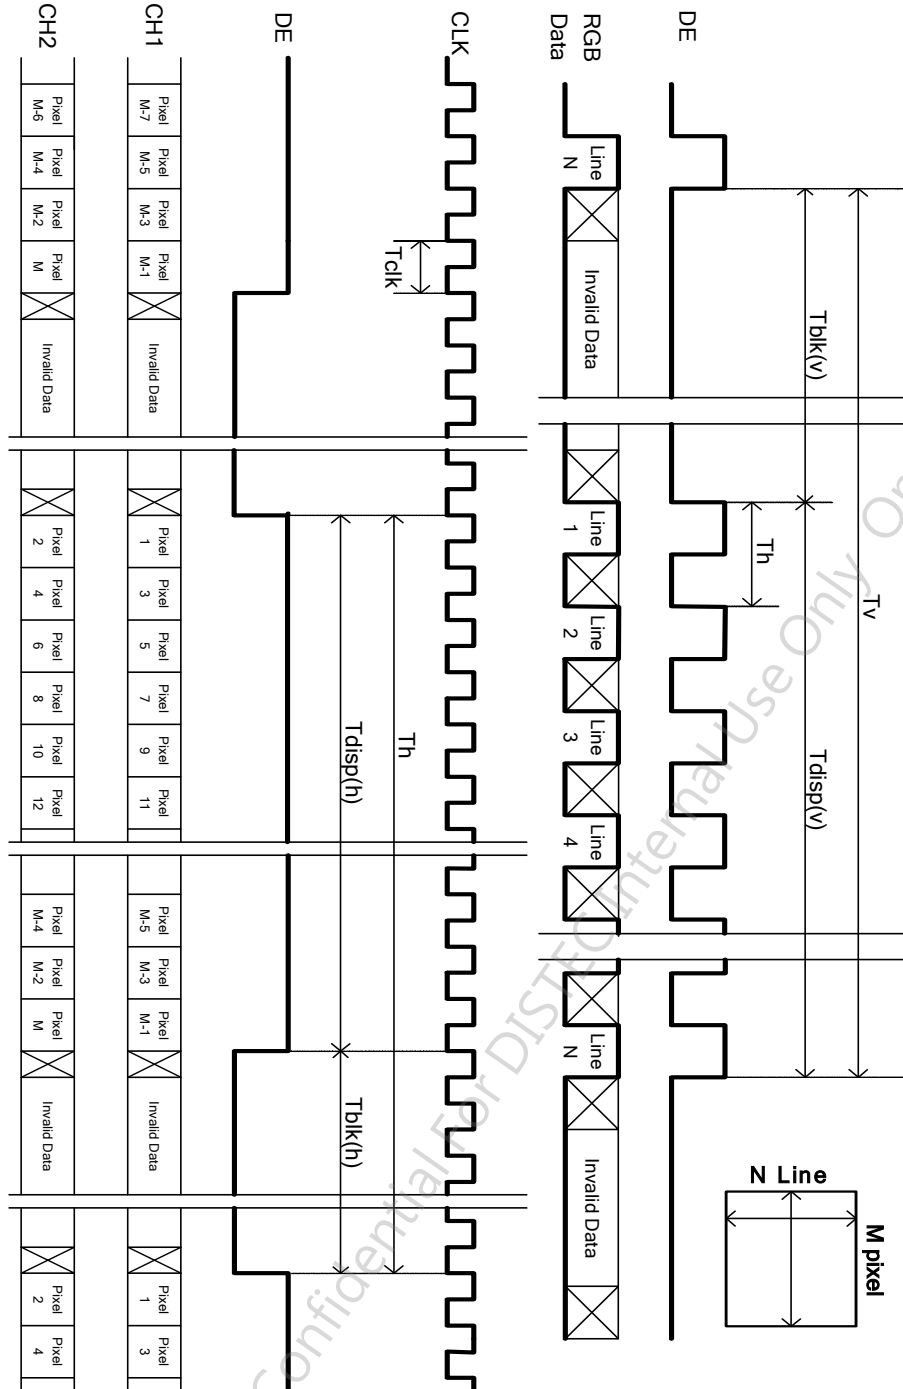 DE
RGB
Data
Line
N
Invalid Data
Line
1
Line
2
Line
3
Line
4
Line
N
Invalid Data
Tv
Tblk(v)
Tdisp(v)
Th
N Line
M pixel
CLK
Tclk
DE
Th
Tdisp(h)
Tblk(h)
CH1
Pixel
M-7
Pixel
M-5
Pixel
M-3
Pixel
M-1
Invalid Data
Pixel
1
Pixel
3
Pixel
5
Pixel
7
Pixel
9
Pixel
11
Pixel
M-5
Pixel
M-3
Pixel
M-1
Invalid Data
Pixel
1
Pixel
3
CH2
Pixel
M-6
Pixel
M-4
Pixel
M-2
Pixel
M
Invalid Data
Pixel
2
Pixel
4
Pixel
6
Pixel
8
Pixel
10
Pixel
12
Pixel
M-4
Pixel
M-2
Pixel
M
Invalid Data
Pixel
2
Pixel
4
Confidential For DISTEC Internal Use Only